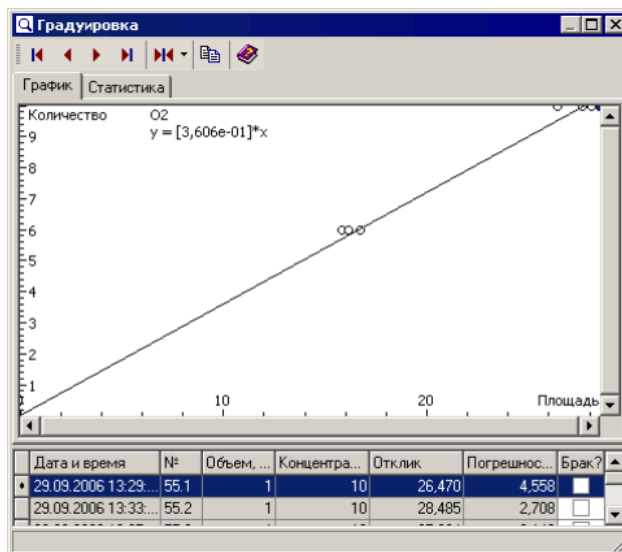 Градуировка
График Статистика
Количество O2
y = [3,606e-01]*x
9
8
7
6
5
4
3
2
1
10 20 Площадь
Дата и время № Объем, ... Концентра... Отклик Погрешнос... Брак?
29.09.2006 13:29:... 55.1 1 10 26,470 4,558
29.09.2006 13:33:... 55.2 1 10 28,485 2,708